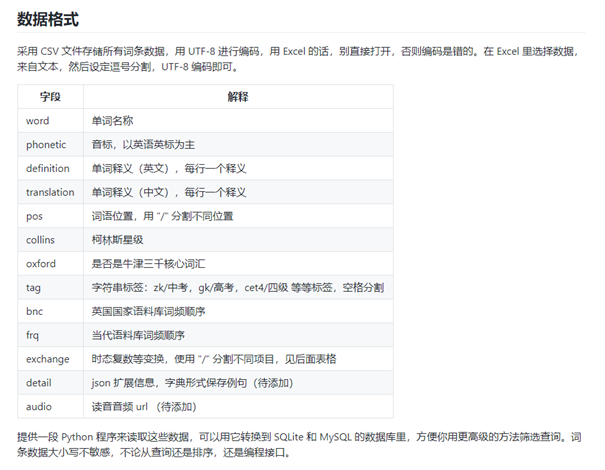 数据格式
采用 CSV 文件存储所有词条数据，用 UTF-8 进行编码，用 Excel 的话，别直接打开，否则编码是错的。在 Excel 里选择数据，
来自文本，然后设定逗号分割，UTF-8 编码即可。
字段 解释
word 单词名称
phonetic 音标，以英语英标为主
definition 单词释义（英文），每行一个释义
translation 单词释义（中文），每行一个释义
pos 词语位置，用 "/" 分割不同位置
collins 柯林斯星级
oxford 是否是牛津三千核心词汇
tag 字符串标签：zk/中考，gk/高考，cet4/四级 等等标签，空格分割
bnc 英国国家语料库词频顺序
frq 当代语料库词频顺序
exchange 时态复数等变换，使用 "/" 分割不同项目，见后面表格
detail json 扩展信息，字典形式保存例句（待添加）
audio 读音音频 url （待添加）
提供一段 Python 程序来读取这些数据，可以用它转换到 SQLite 和 MySQL 的数据库里，方便你用更高级的方法筛选查询。词
条数据大小写不敏感，不论从查询还是排序，还是编程接口。